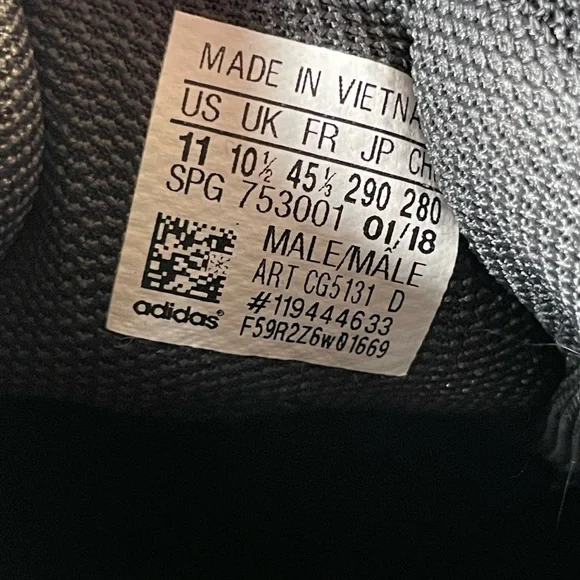 MADE IN VIETNA
US UK FR JP CH
11 10½ 45⅓ 290 280
SPG 753001 01/18
MALE/MÂLE
ART CG5131 D
#119444633
adidas® F59R2Z6w01669